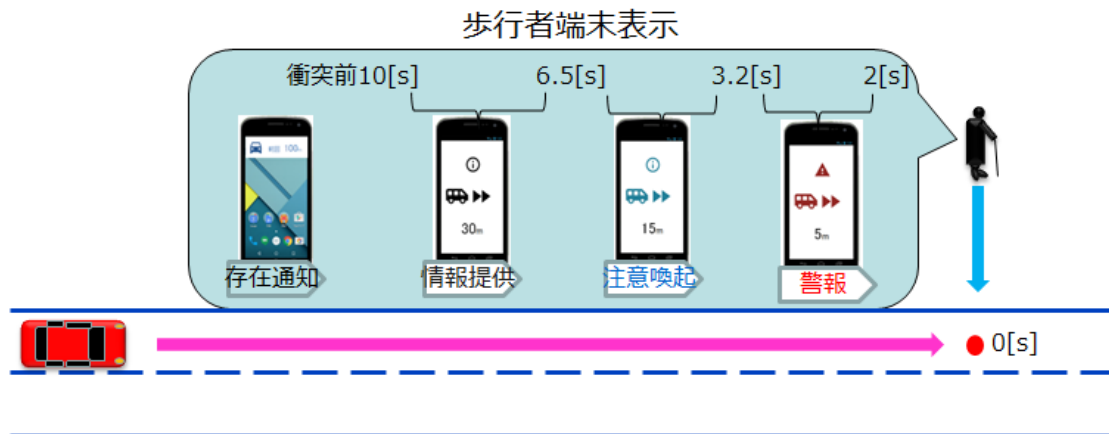 歩行者端末表示
衝突前10[s]
6.5[s]
3.2[s]
2[s]
100m
30m
15m
5m
存在通知
情報提供
注意喚起
警報
0[s]